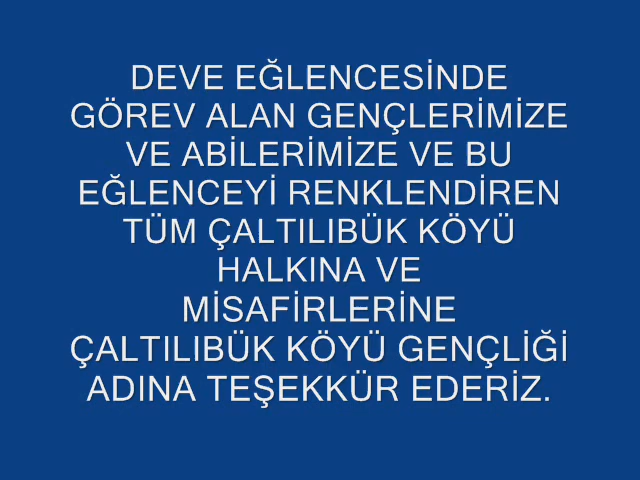 DEVE EĞLENCESİNDE
GÖREV ALAN GENÇLERİMİZE
VE ABİLERİMİZE VE BU
EĞLENCEYİ RENKLENDİREN
TÜM ÇALTILIBÜK KÖYÜ
HALKINA VE
MİSAFİRLERİNE
ÇALTILIBÜK KÖYÜ GENÇLİĞİ
ADINA TEŞEKKÜR EDERİZ.